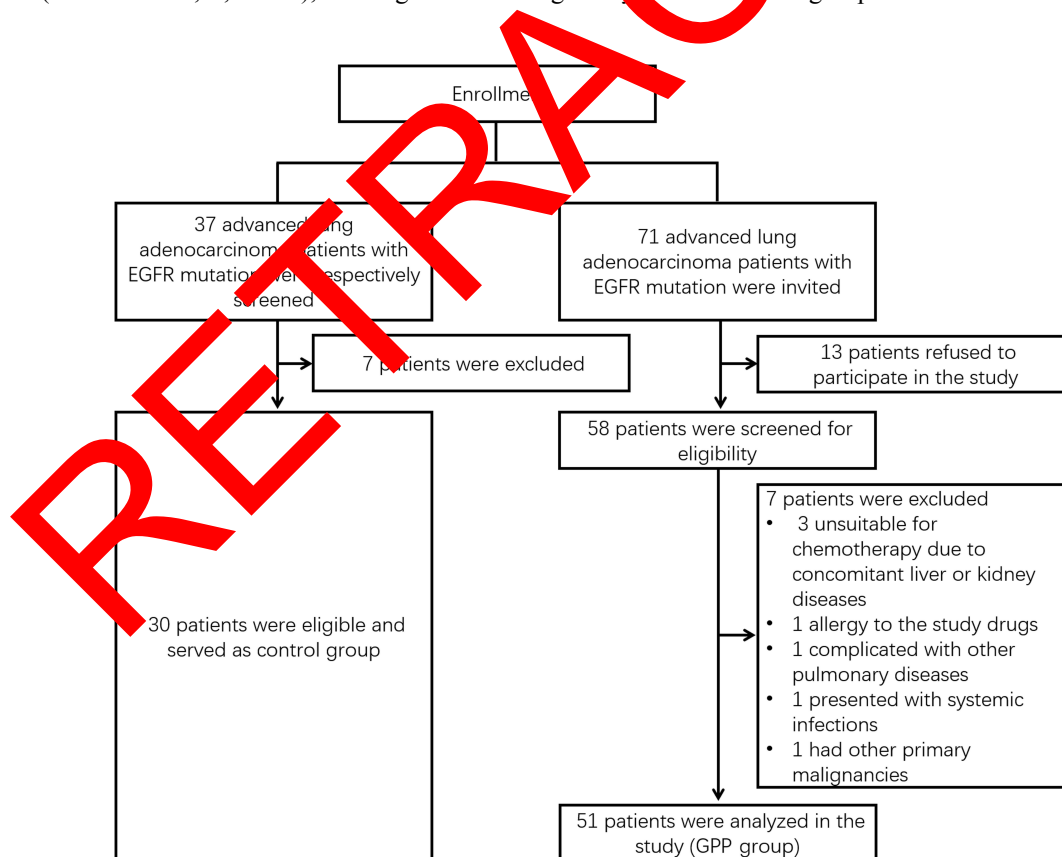 RETRAC
Enrollment
37 advanced lung
adenocarcinoma patients with
EGFR mutation were respectively
screened
71 advanced lung
adenocarcinoma patients with
EGFR mutation were invited
7 patients were excluded
13 patients refused to
participate in the study
58 patients were screened for
eligibility
7 patients were excluded
• 3 unsuitable for
chemotherapy due to
concomitant liver or kidney
diseases
• 1 allergy to the study drugs
• 1 complicated with other
pulmonary diseases
• 1 presented with systemic
infections
• 1 had other primary
malignancies
30 patients were eligible and
served as control group
51 patients were analyzed in the
study (GPP group)